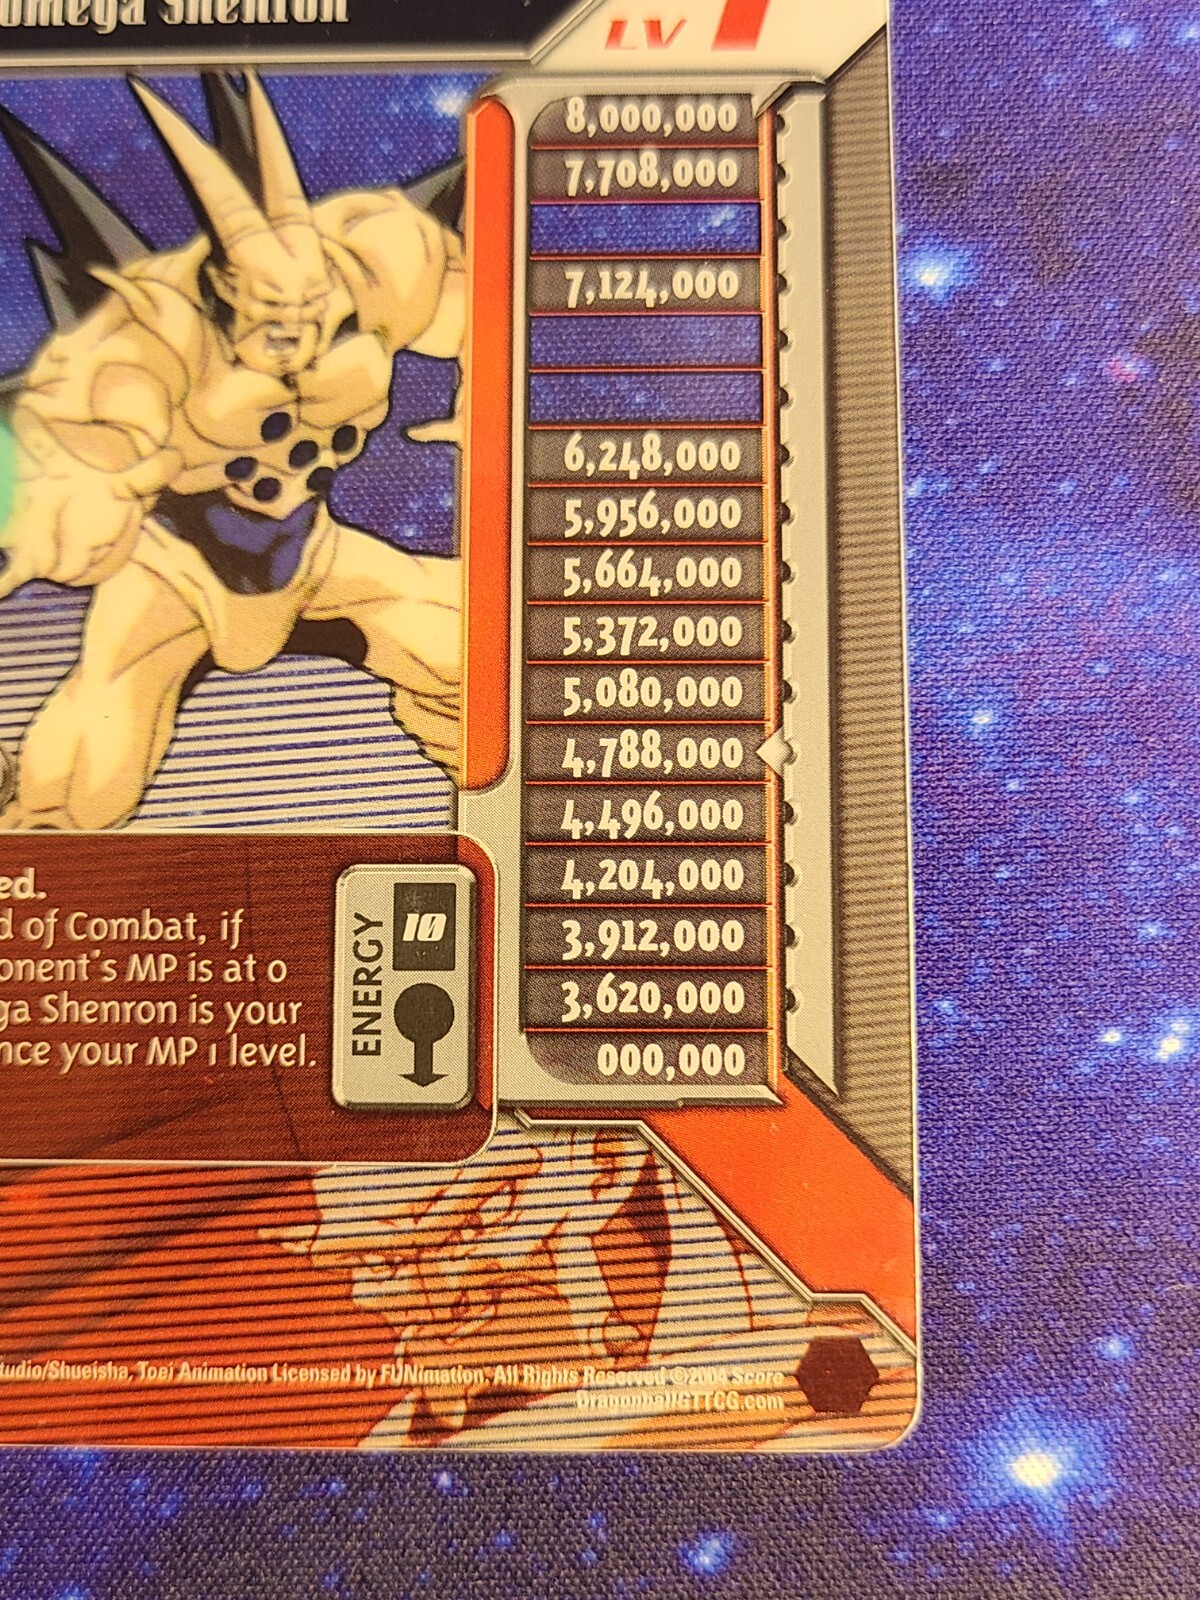 Omega Shenron
LV 1
8,000,000
7,708,000
7,124,000
6,248,000
5,956,000
5,664,000
5,372,000
5,080,000
4,788,000
4,496,000
4,204,000
3,912,000
3,620,000
000,000
ed.
d of Combat, if
onent's MP is at 0
ga Shenron is your
nce your MP 1 level.
ENERGY
10
tudio/Shueisha, Toei Animation Licensed by FUNimation. All Rights Reserved ©2004 Score
DragonballGTTCG.com